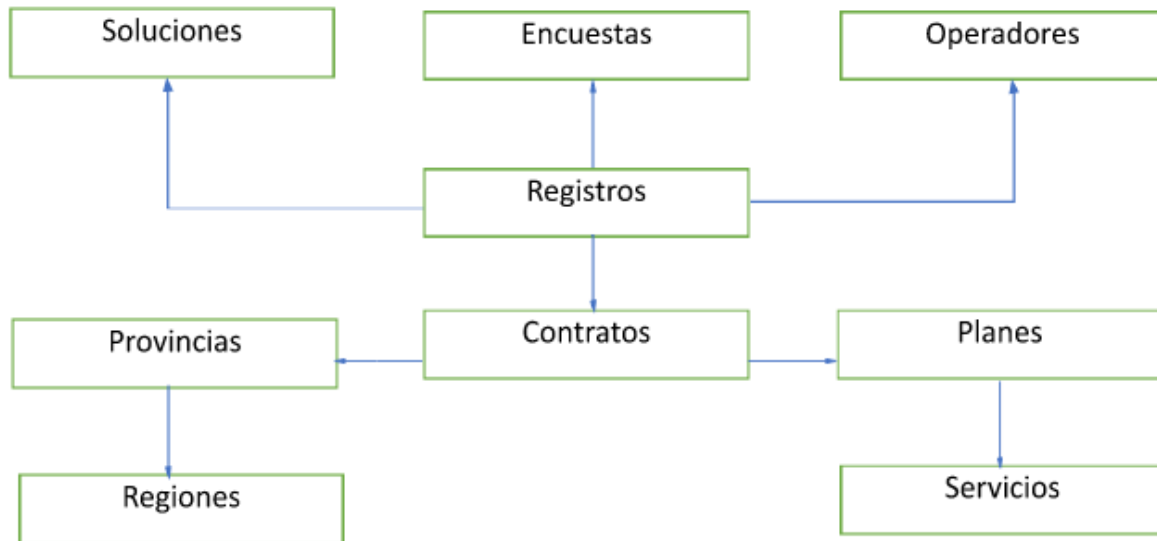 Soluciones
Encuestas
Operadores
Registros
Provincias
Contratos
Planes
Regiones
Servicios